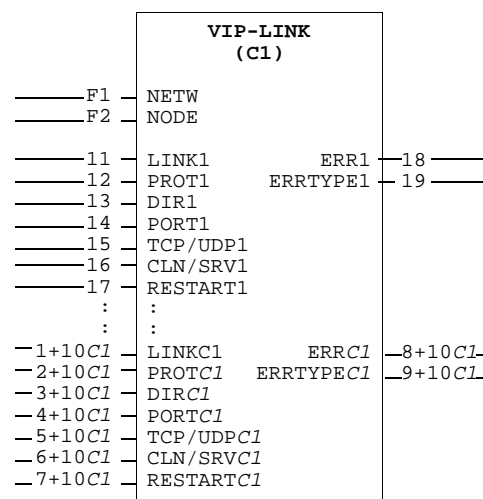 VIP-LINK
(C1)
F1 NETW
F2 NODE
11 LINK1 ERR1 18
12 PROT1 ERRTYPE1 19
13 DIR1
14 PORT1
15 TCP/UDP1
16 CLN/SRV1
17 RESTART1
: :
: :
1+10C1 LINKC1 ERRC1 8+10C1
2+10C1 PROTC1 ERRTYPEC1 9+10C1
3+10C1 DIRC1
4+10C1 PORTC1
5+10C1 TCP/UDPC1
6+10C1 CLN/SRVC1
7+10C1 RESTARTC1